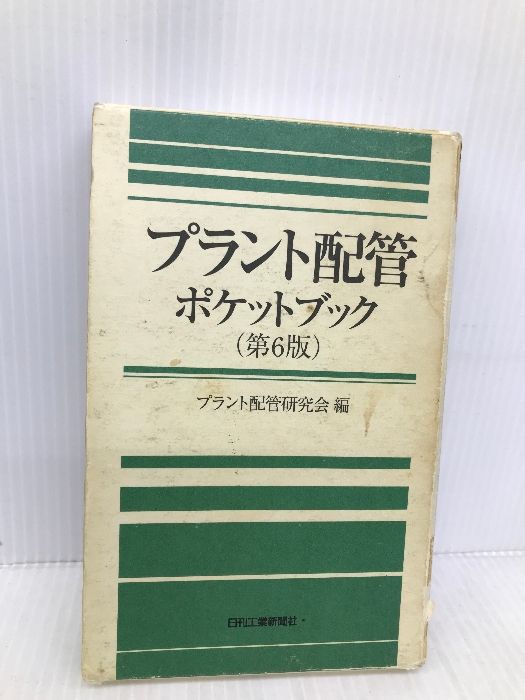 プラント配管
ポケットブック
(第6版)
プラント配管研究会 編
日刊工業新聞社